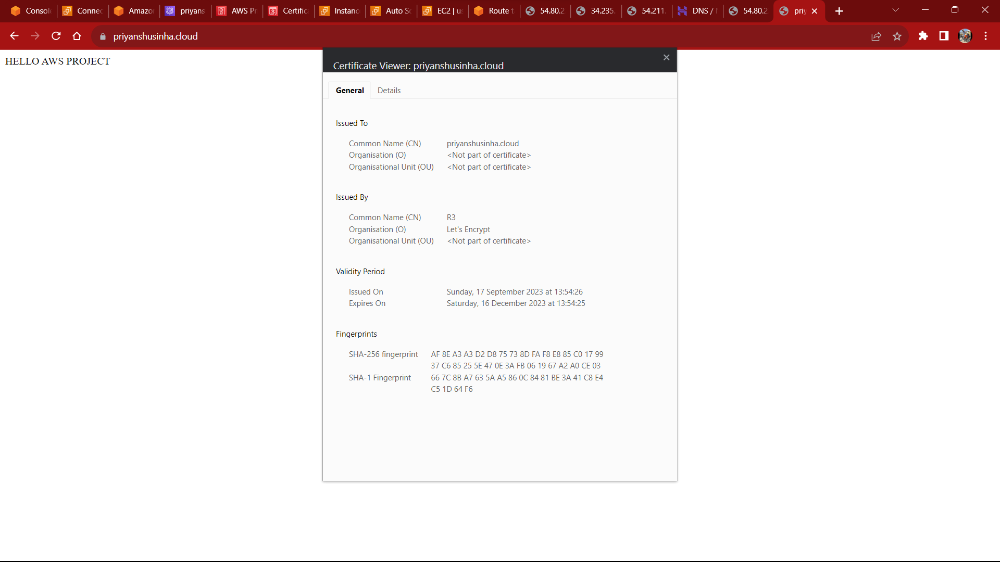 Consol
Connec
Amazo
priyans
AWS Pr
Certific
Instanc
Auto Sc
EC2 | us
Route t
54.80.2
34.235.
54.211.
DNS /
54.80.2
priy
priyanshusinha.cloud
HELLO AWS PROJECT
Certificate Viewer: priyanshusinha.cloud
General Details
Issued To
Common Name (CN) priyanshusinha.cloud
Organisation (O) <Not part of certificate>
Organisational Unit (OU) <Not part of certificate>
Issued By
Common Name (CN) R3
Organisation (O) Let's Encrypt
Organisational Unit (OU) <Not part of certificate>
Validity Period
Issued On Sunday, 17 September 2023 at 13:54:26
Expires On Saturday, 16 December 2023 at 13:54:25
Fingerprints
SHA-256 fingerprint AF 8E A3 A3 D2 D8 75 73 8D FA F8 E8 85 C0 17 99
37 C6 85 25 5E 47 0E 3A FB 06 19 67 A2 A0 CE 03
SHA-1 Fingerprint 66 7C 8B A7 63 5A A5 86 0C 84 81 BE 3A 41 C8 E4
C5 1D 64 F6